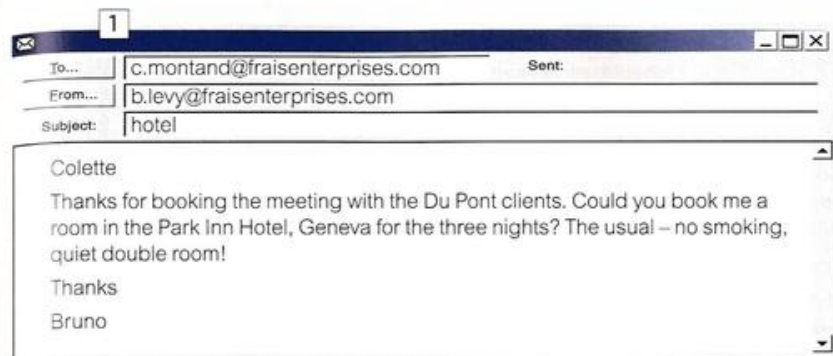 1
To... c.montand@fraisenterprises.com Sent:
From... b.levy@fraisenterprises.com
Subject: hotel
Colette
Thanks for booking the meeting with the Du Pont clients. Could you book me a
room in the Park Inn Hotel, Geneva for the three nights? The usual – no smoking,
quiet double room!
Thanks
Bruno